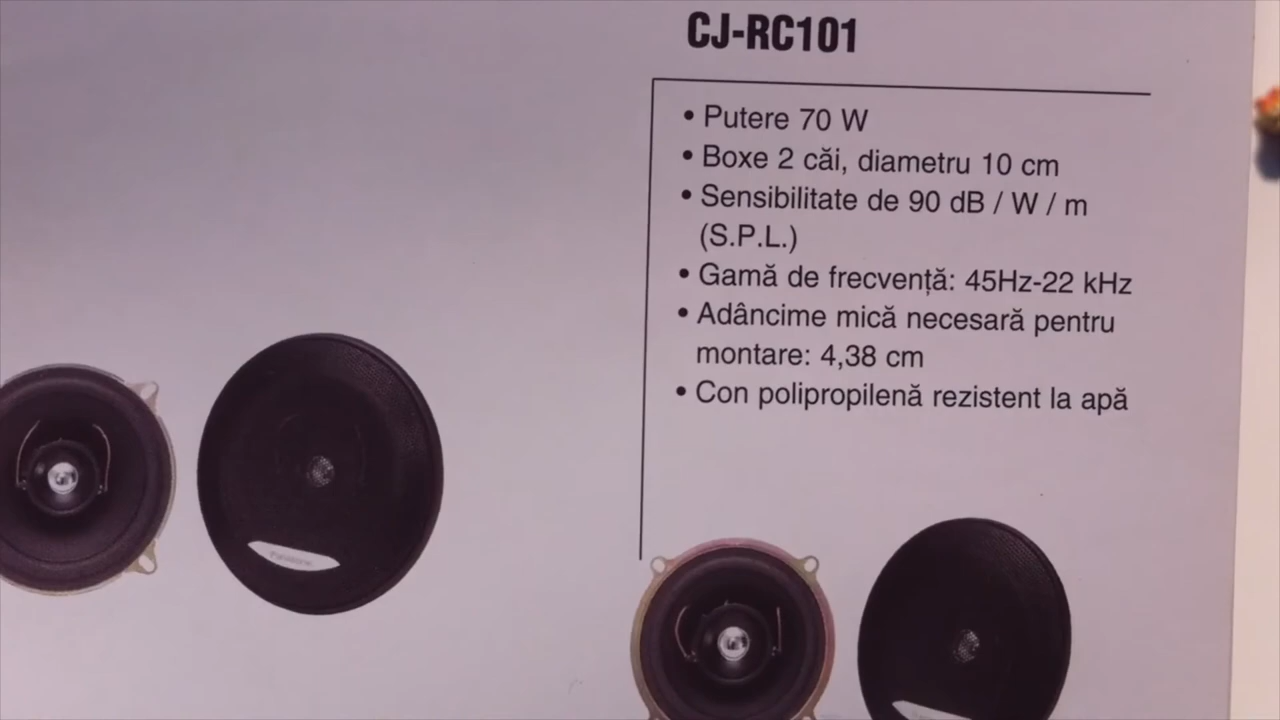 CJ-RC101
• Putere 70 W
• Boxe 2 căi, diametru 10 cm
• Sensibilitate de 90 dB / W / m
(S.P.L.)
• Gamă de frecvență: 45Hz-22 kHz
• Adâncime mică necesară pentru
montare: 4,38 cm
• Con polipropilenă rezistent la apă
Panasonic